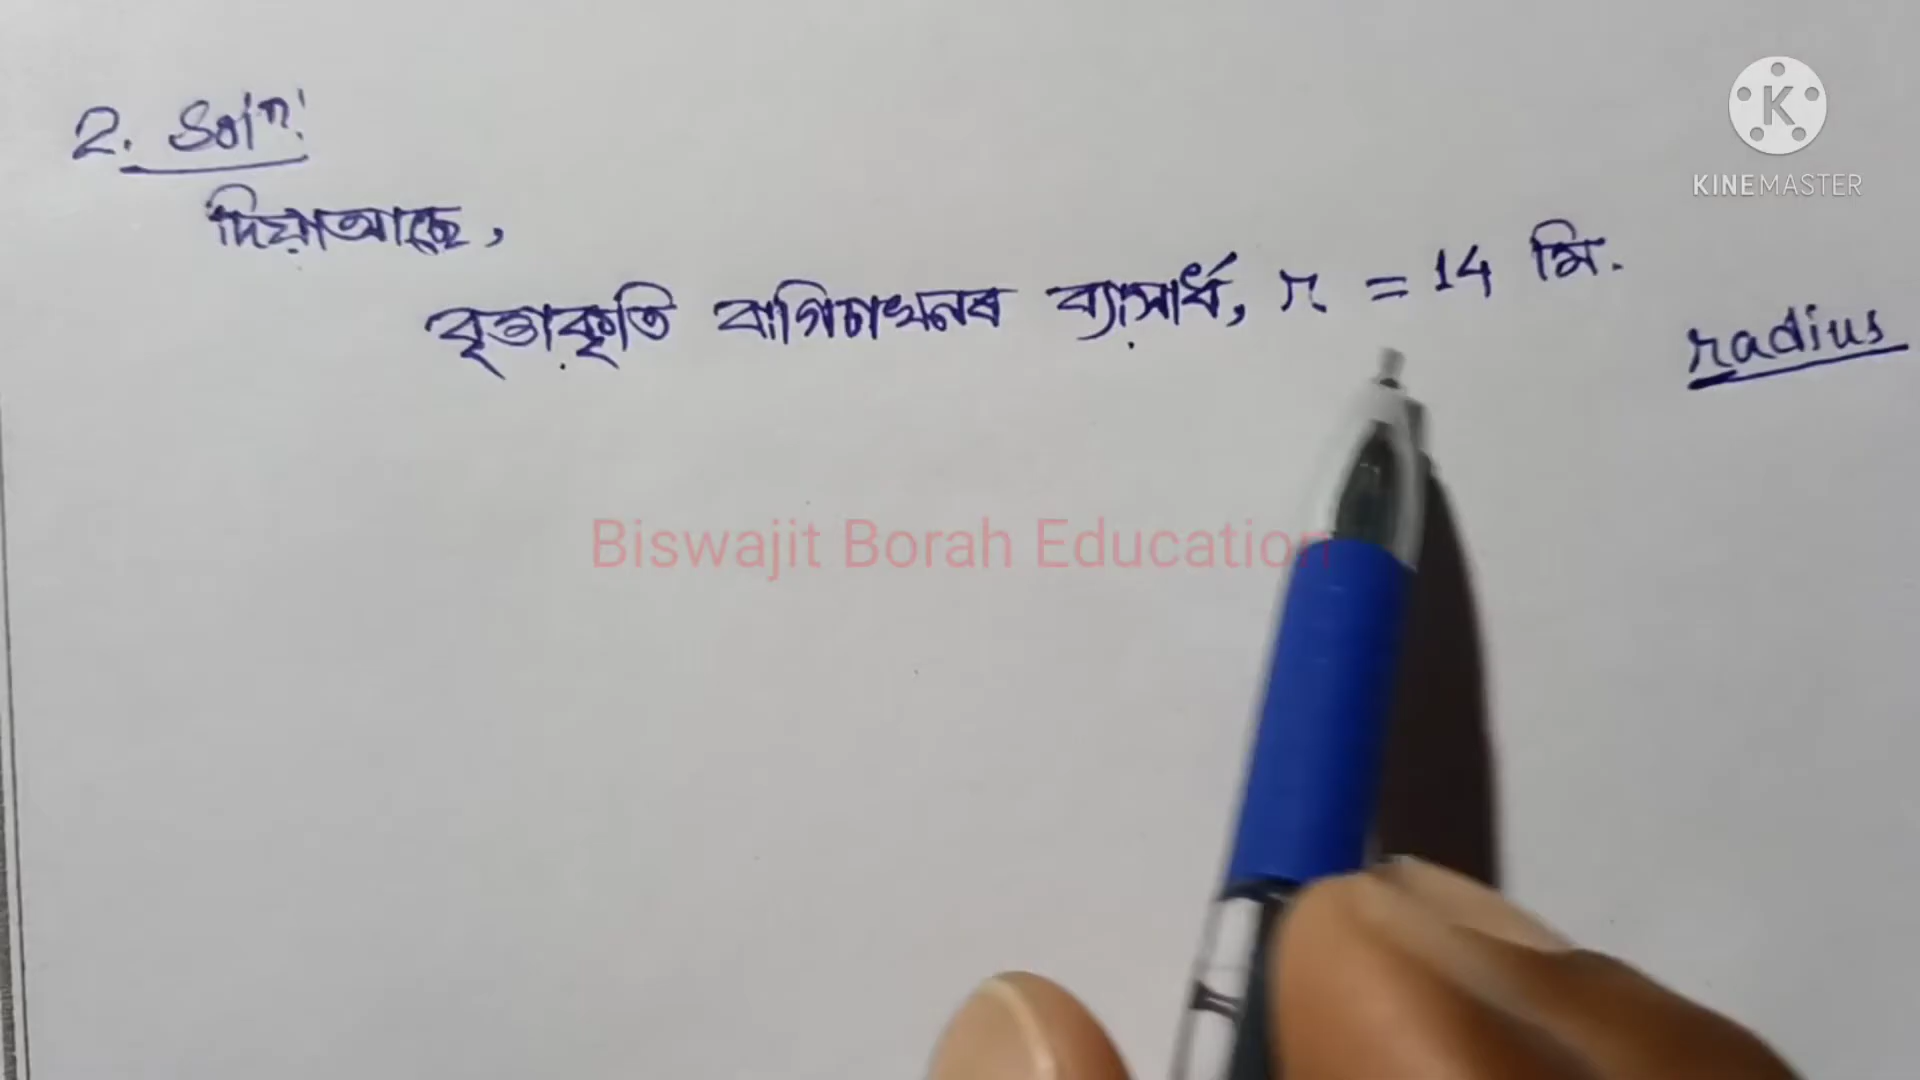 2. Solⁿ:
দিয়াআছে,
বৃত্তাকৃতি বাগিচাখনৰ ব্যাসাৰ্ধ, r = 14 মি.
radius
K
KINEMASTER
Biswajit Borah Education